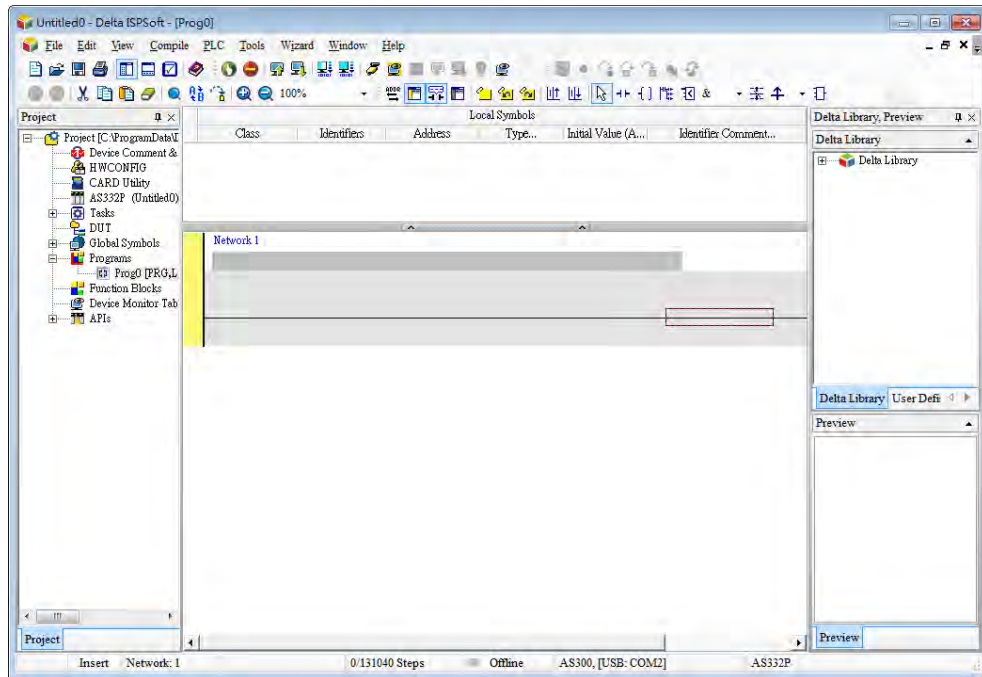 Untitled0 - Delta ISPSoft - [Prog0]
File Edit View Compile PLC Tools Wizard Window Help
100%
Project
Project [C:\ProgramData\D
Device Comment &
HWCONFIG
CARD Utility
AS332P (Untitled0)
Tasks
DUT
Global Symbols
Programs
Prog0 [PRG,L
Function Blocks
Device Monitor Tab
APIs
Project
Local Symbols
Class Identifiers Address Type... Initial Value (A... Identifier Comment...
Network 1
Delta Library, Preview
Delta Library
Delta Library
Delta Library User Defi
Preview
Preview
Insert Network: 1 0/131040 Steps Offline AS300, [USB: COM2] AS332P